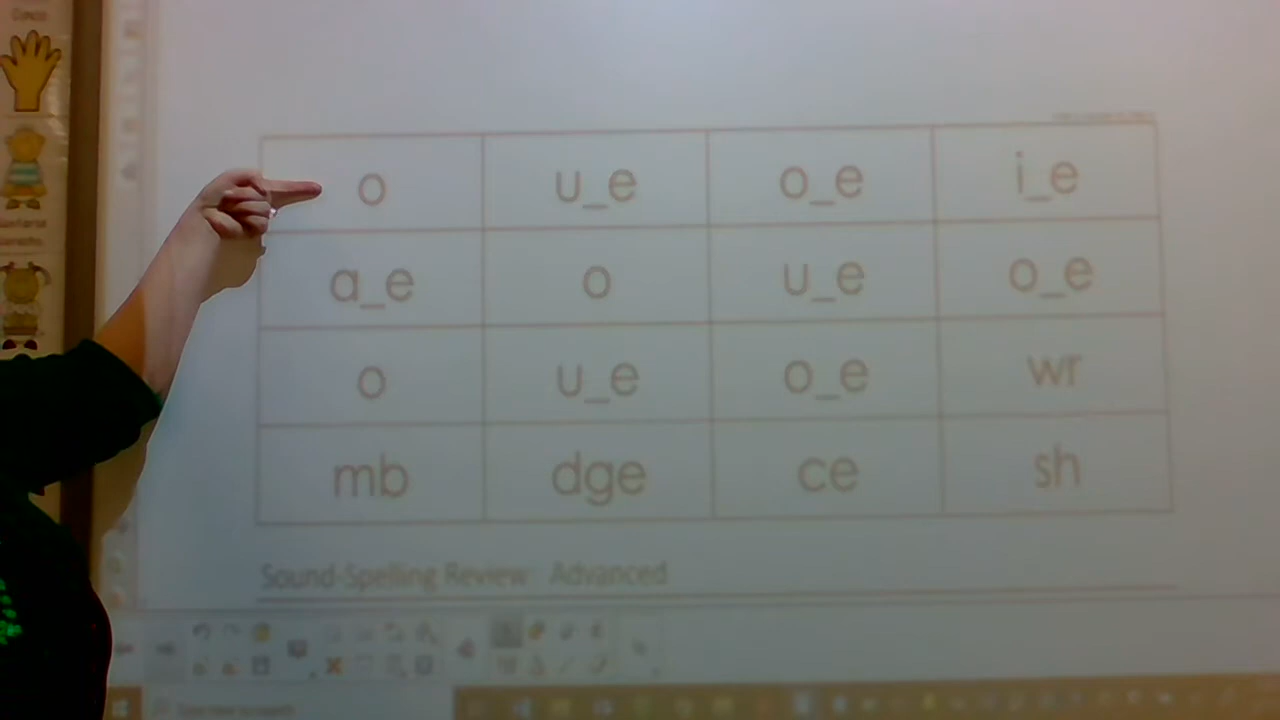 o u_e o_e i_e
a_e o u_e o_e
o u_e o_e wr
mb dge ce sh
Sound-Spelling Review: Advanced